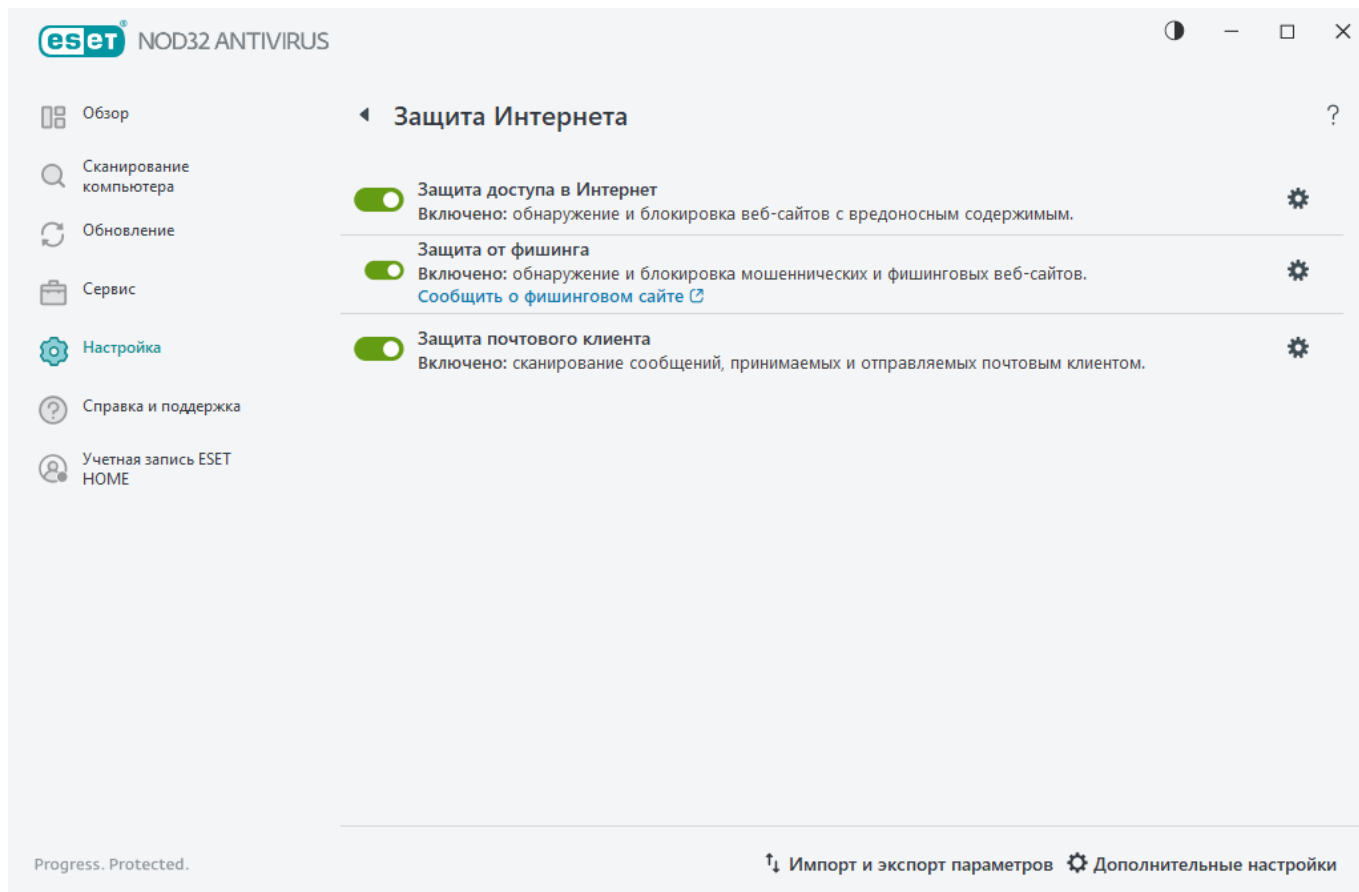 eset® NOD32 ANTIVIRUS
Обзор
Сканирование
компьютера
Обновление
Сервис
Настройка
Справка и поддержка
Учетная запись ESET
HOME
Защита Интернета
?
Защита доступа в Интернет
Включено: обнаружение и блокировка веб-сайтов с вредоносным содержимым.
Защита от фишинга
Включено: обнаружение и блокировка мошеннических и фишинговых веб-сайтов.
Сообщить о фишинговом сайте
Защита почтового клиента
Включено: сканирование сообщений, принимаемых и отправляемых почтовым клиентом.
Progress. Protected.
Импорт и экспорт параметров
Дополнительные настройки